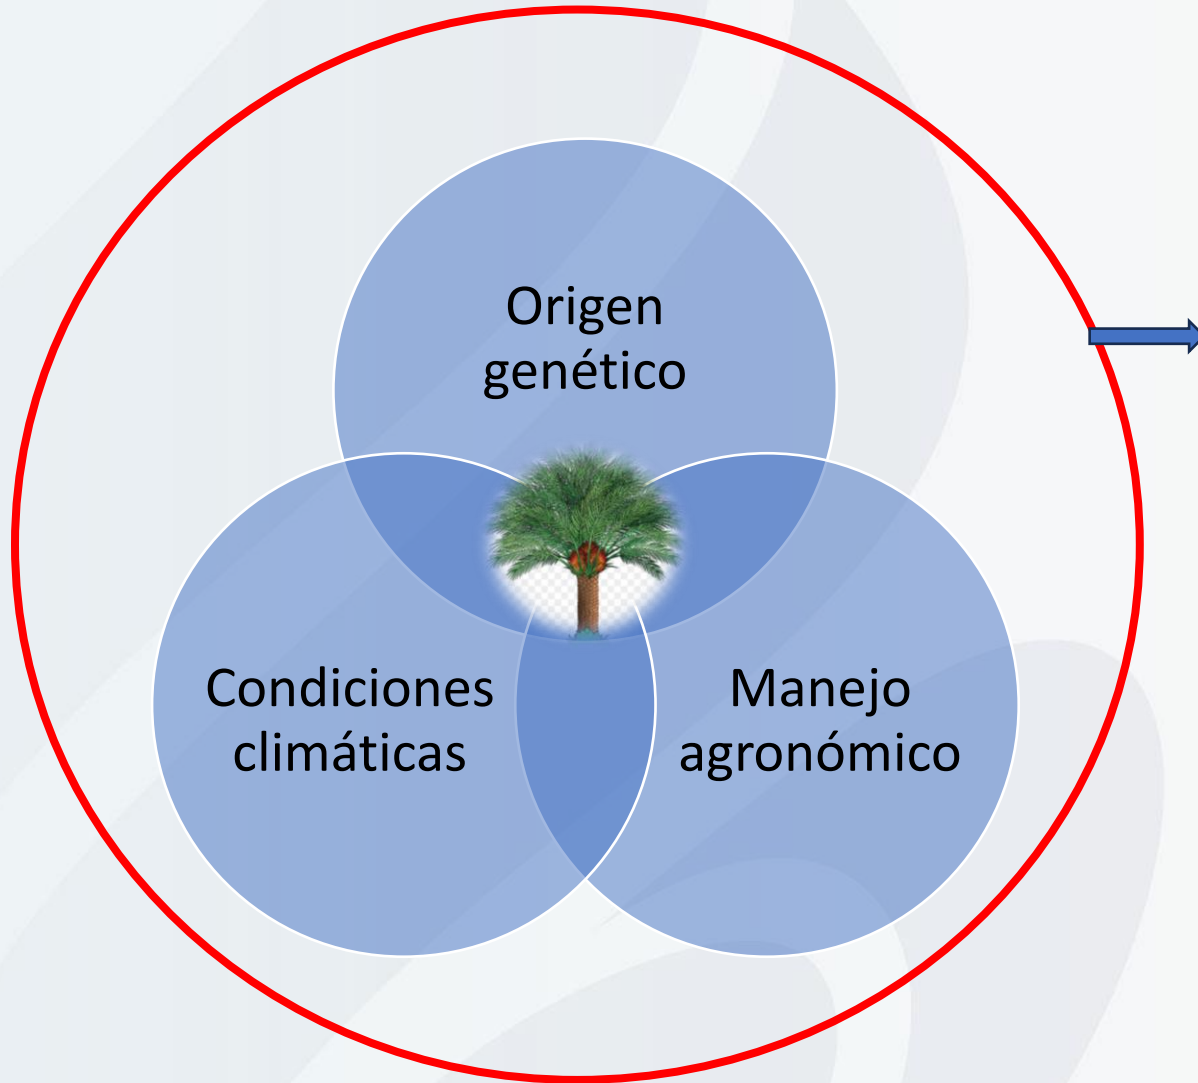 Origen
genético
Condiciones
climáticas
Manejo
agronómico